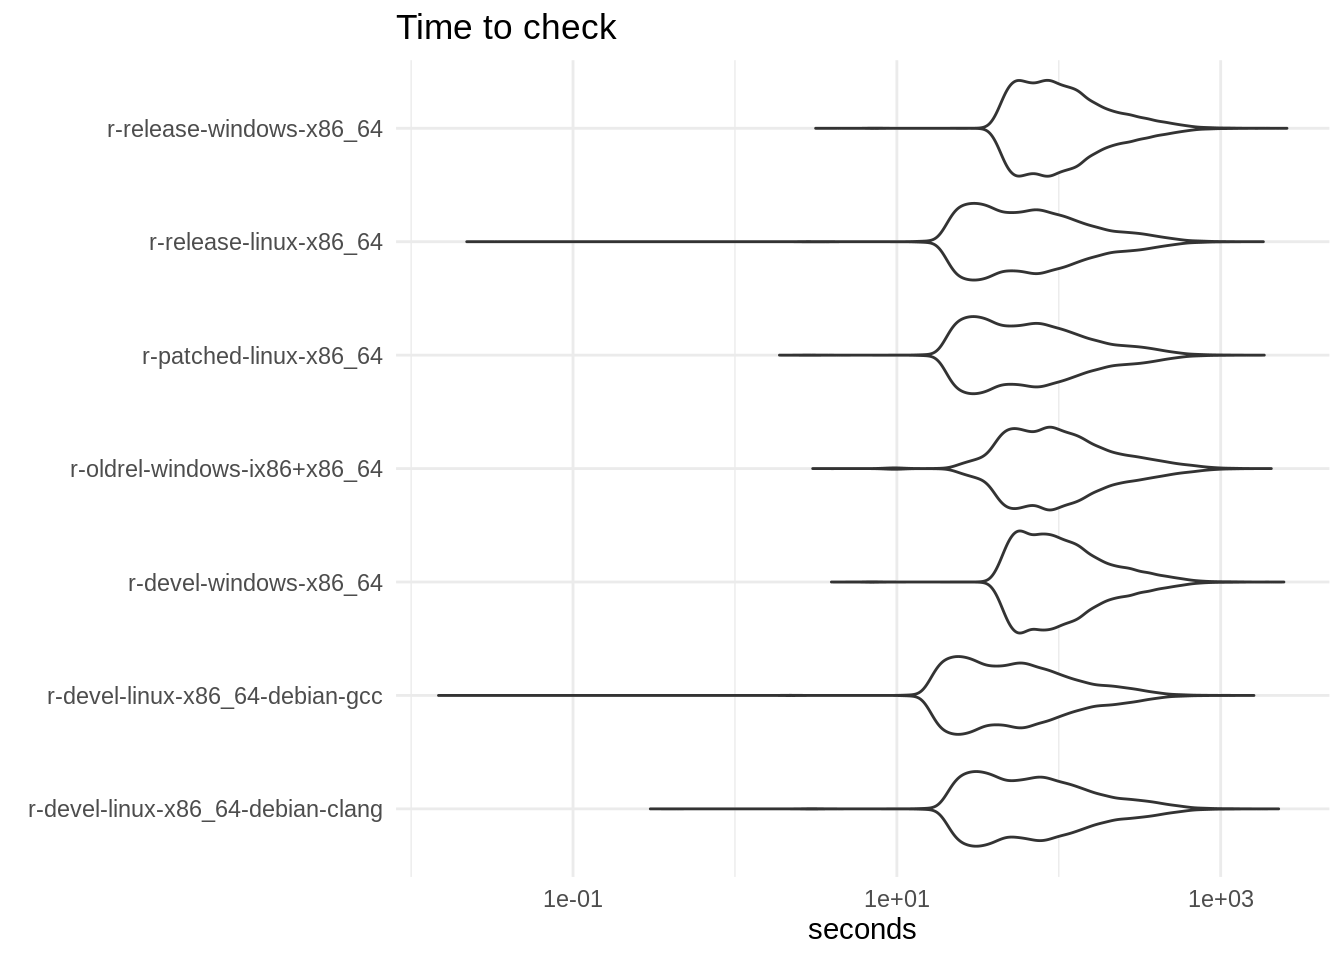 Time to check
r-release-windows-x86_64
r-release-linux-x86_64
r-patched-linux-x86_64
r-oldrel-windows-ix86+x86_64
r-devel-windows-x86_64
r-devel-linux-x86_64-debian-gcc
r-devel-linux-x86_64-debian-clang
1e-01 1e+01 1e+03
seconds